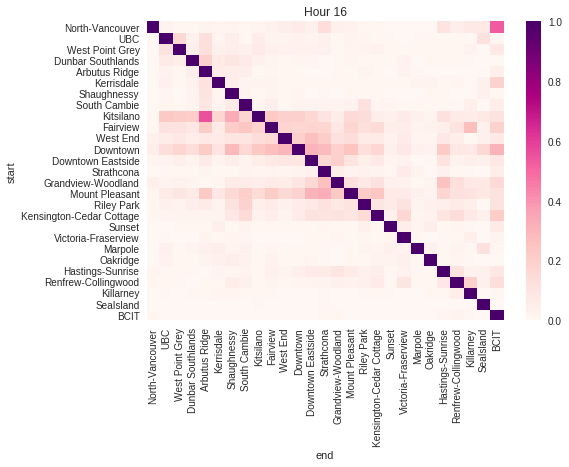 Hour 16
start
North-Vancouver
UBC
West Point Grey
Dunbar Southlands
Arbutus Ridge
Kerrisdale
Shaughnessy
South Cambie
Kitsilano
Fairview
West End
Downtown
Downtown Eastside
Strathcona
Grandview-Woodland
Mount Pleasant
Riley Park
Kensington-Cedar Cottage
Sunset
Victoria-Fraserview
Marpole
Oakridge
Hastings-Sunrise
Renfrew-Collingwood
Killarney
SeaIsland
BCIT
North-Vancouver
UBC
West Point Grey
Dunbar Southlands
Arbutus Ridge
Kerrisdale
Shaughnessy
South Cambie
Kitsilano
Fairview
West End
Downtown
Downtown Eastside
Strathcona
Grandview-Woodland
Mount Pleasant
Riley Park
Kensington-Cedar Cottage
Sunset
Victoria-Fraserview
Marpole
Oakridge
Hastings-Sunrise
Renfrew-Collingwood
Killarney
SeaIsland
BCIT
end
1.0
0.8
0.6
0.4
0.2
0.0